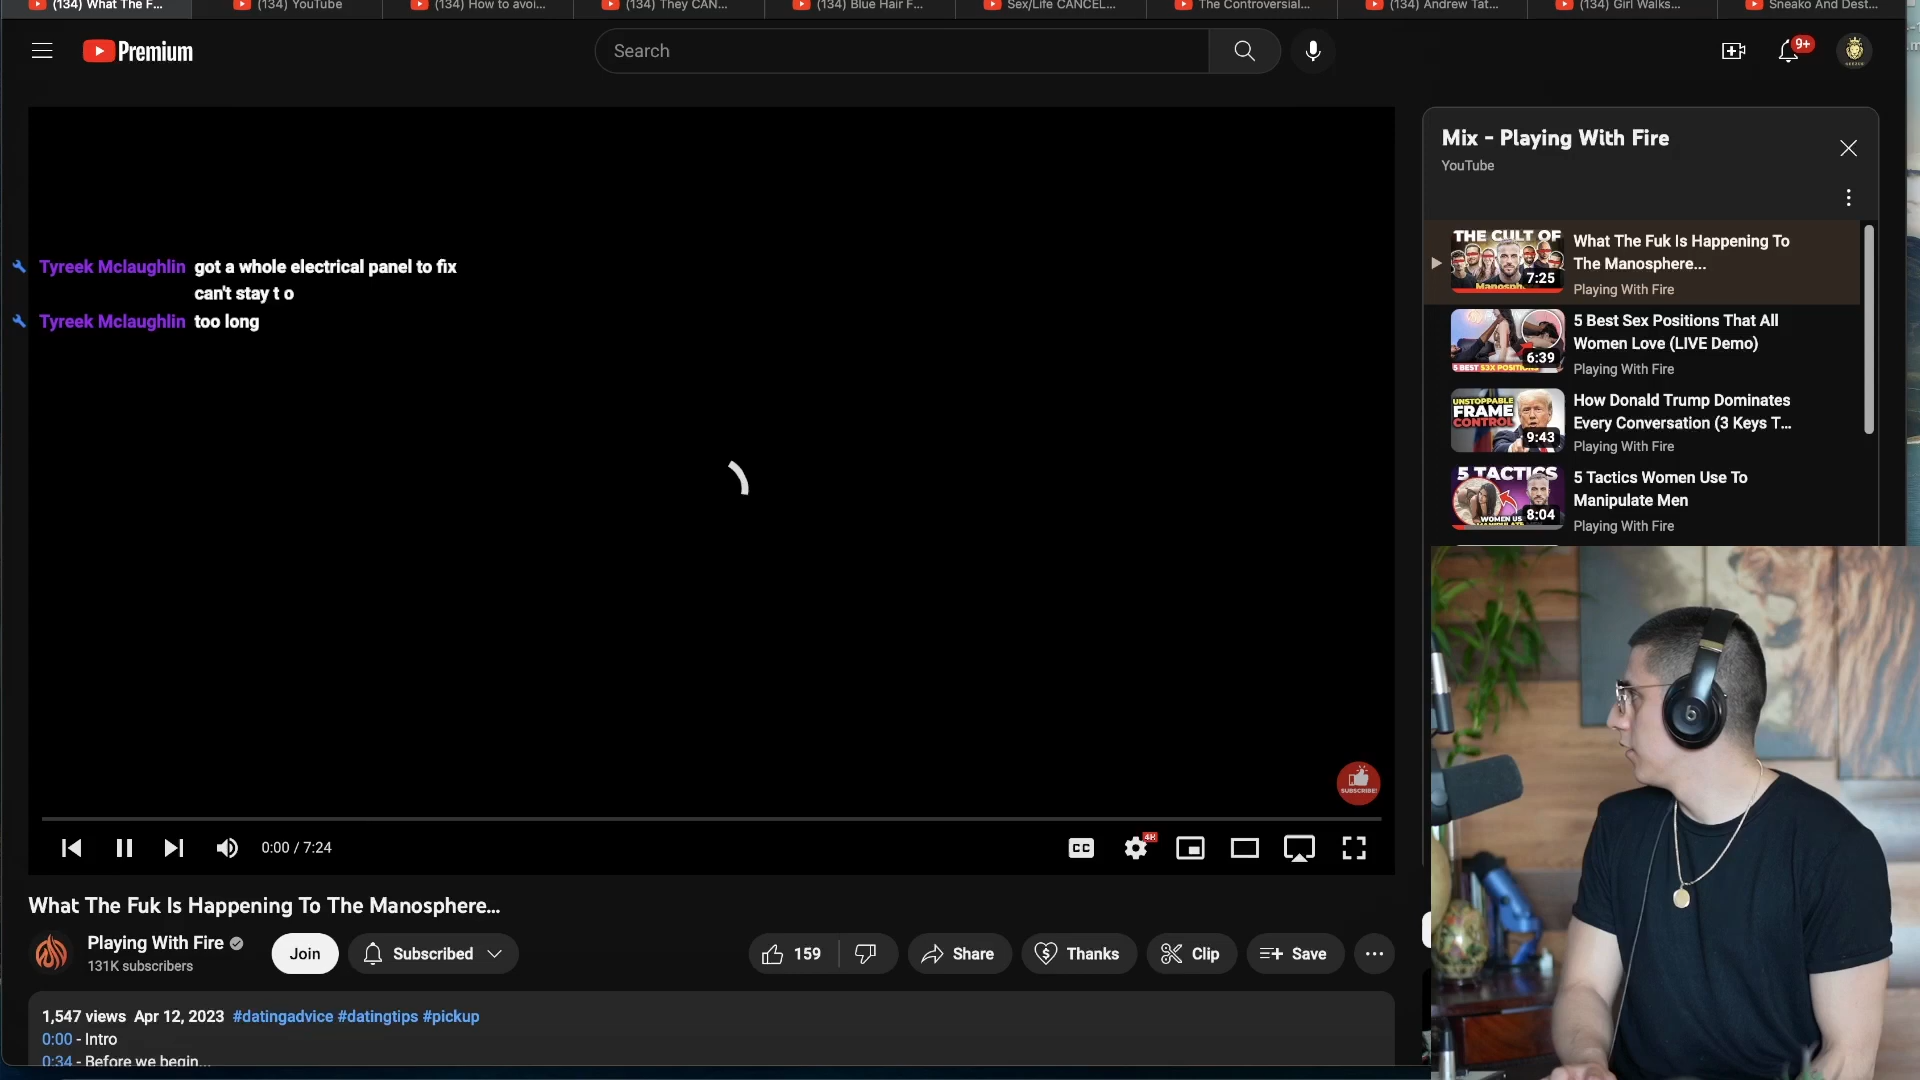 (134) What The F...
(134) YouTube
(134) How to avoi...
(134) They CAN...
(134) Blue Hair F...
Sex/Life CANCEL...
The Controversial...
(134) Andrew Tat...
(134) Girl Walks...
Sneako And Dest...
Premium
Search
9+
Tyreek Mclaughlin got a whole electrical panel to fix
can't stay t o
Tyreek Mclaughlin too long
SUBSCRIBE!
0:00 / 7:24
CC
4K
What The Fuk Is Happening To The Manosphere...
Playing With Fire
131K subscribers
Join
Subscribed
159
Share
Thanks
Clip
Save
1,547 views Apr 12, 2023 #datingadvice #datingtips #pickup
0:00 - Intro
0:34 - Before we begin...
Mix - Playing With Fire
YouTube
THE CULT OF
7:25
What The Fuk Is Happening To
The Manosphere...
Playing With Fire
6:39
5 BEST S3X POSITIONS
5 Best Sex Positions That All
Women Love (LIVE Demo)
Playing With Fire
UNSTOPPABLE
FRAME
CONTROL
9:43
How Donald Trump Dominates
Every Conversation (3 Keys T...
Playing With Fire
5 TACTICS
8:04
5 Tactics Women Use To
Manipulate Men
Playing With Fire